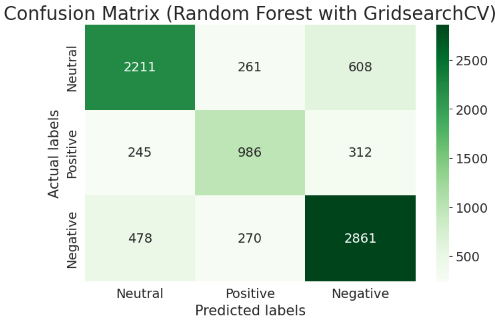 Confusion Matrix (Random Forest with GridsearchCV)
Actual labels
Neutral 2211 261 608
Positive 245 986 312
Negative 478 270 2861
Neutral Positive Negative
Predicted labels
2500
2000
1500
1000
500